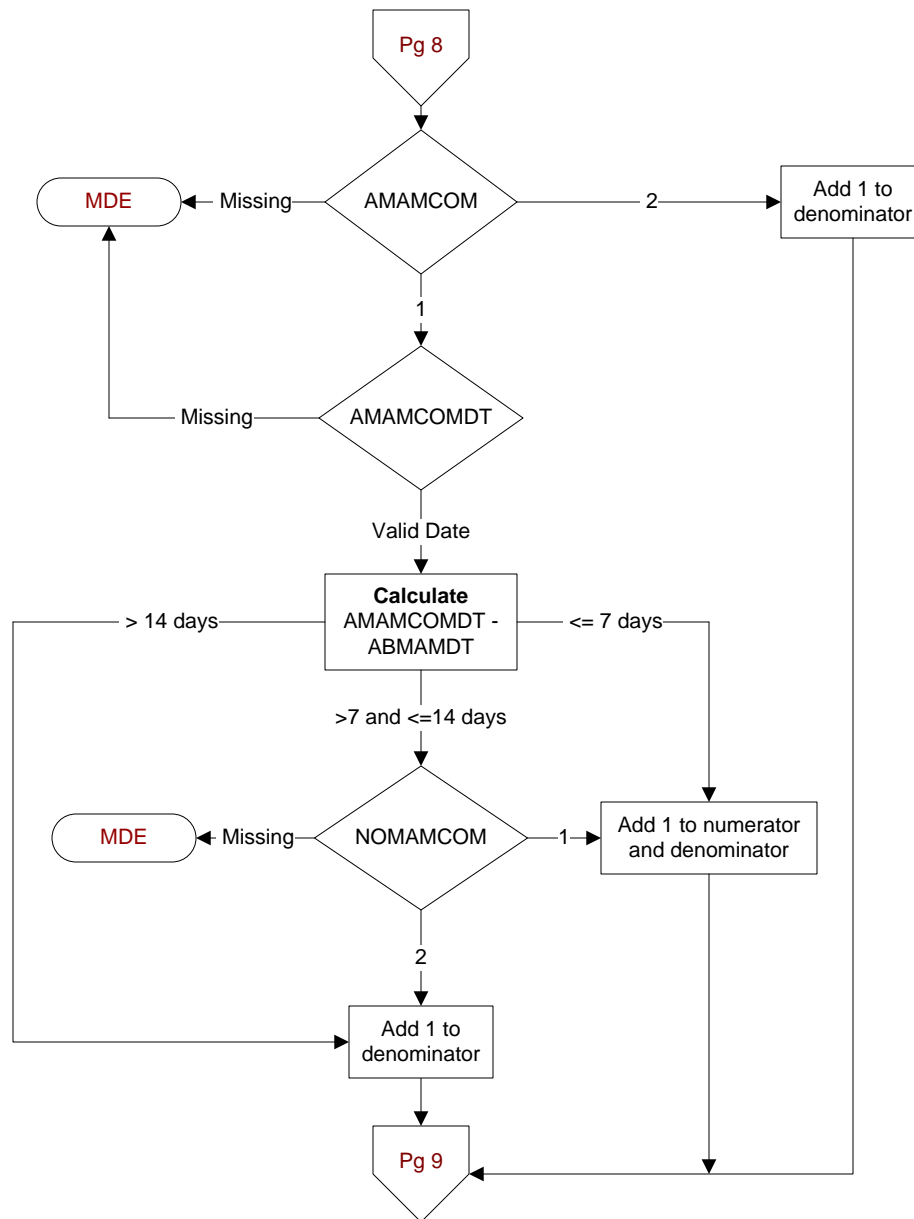 Pg 8
MDE
Missing
AMAMCOM
2
Add 1 to
denominator
1
Missing
AMAMCOMDT
Valid Date
> 14 days
Calculate
AMAMCOMDT -
ABMAMDT
<= 7 days
>7 and <=14 days
MDE
Missing
NOMAMCOM
1
Add 1 to numerator
and denominator
2
Add 1 to
denominator
Pg 9